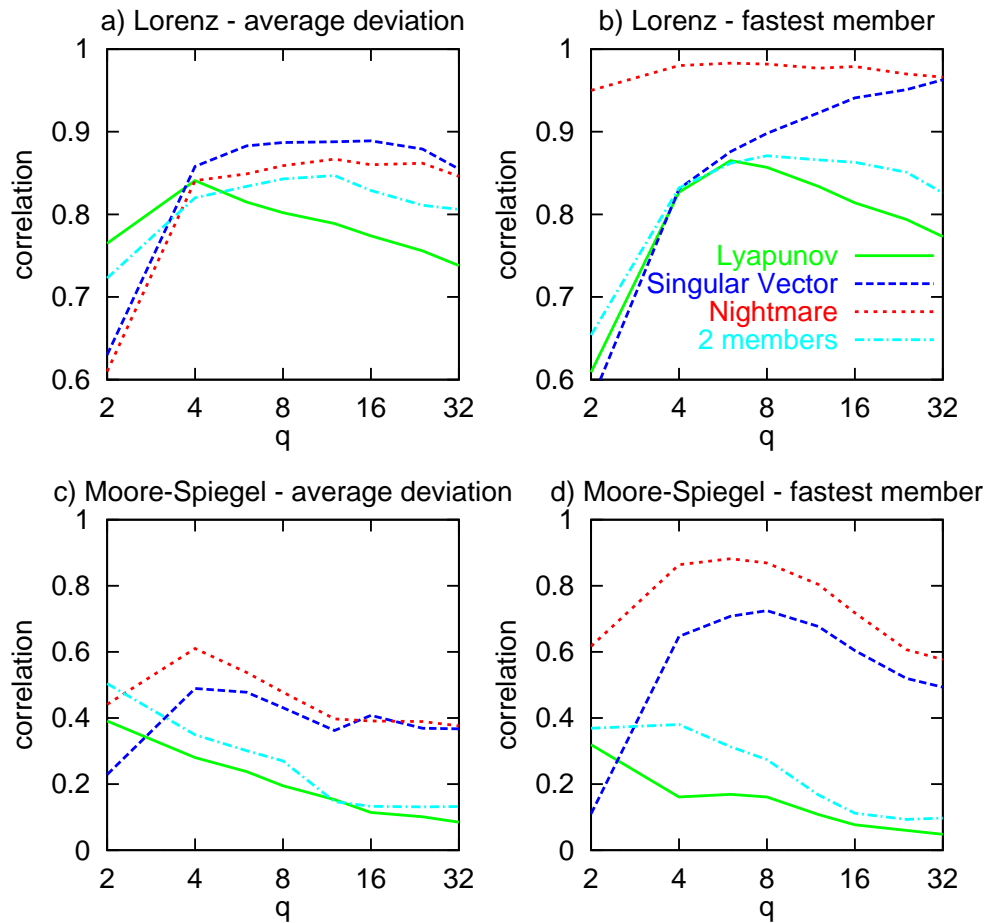 a) Lorenz - average deviation
1
0.9
0.8
0.7
0.6
correlation
2 4 8 16 32
q
b) Lorenz - fastest member
1
0.9
0.8
0.7
0.6
correlation
Lyapunov
Singular Vector
Nightmare
2 members
2 4 8 16 32
q
c) Moore-Spiegel - average deviation
1
0.8
0.6
0.4
0.2
0
correlation
2 4 8 16 32
q
d) Moore-Spiegel - fastest member
1
0.8
0.6
0.4
0.2
0
correlation
2 4 8 16 32
q